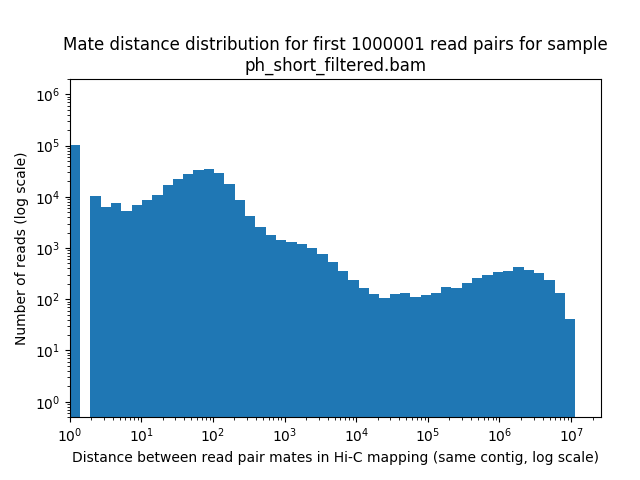 Mate distance distribution for first 1000001 read pairs for sample
ph_short_filtered.bam
Number of reads (log scale)
10⁶
10⁵
10⁴
10³
10²
10¹
10⁰
10⁰ 10¹ 10² 10³ 10⁴ 10⁵ 10⁶ 10⁷
Distance between read pair mates in Hi-C mapping (same contig, log scale)